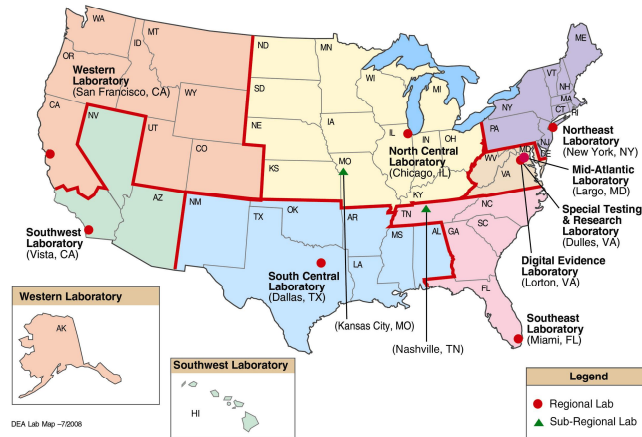 WA
MT
ND
MN
ME
ID
OR
VT
Western
Laboratory
(San Francisco, CA)
WI
NH
SD
MI
NY
MA
CT
RI
WY
CA
NV
IA
PA
NE
NJ
Northeast
Laboratory
(New York, NY)
UT
IL
IN
OH
DE
MD
CO
North Central
Laboratory
(Chicago, IL)
WV
VA
Mid-Atlantic
Laboratory
(Largo, MD)
KS
MO
KY
AZ
NM
OK
AR
TN
NC
Special Testing
& Research
Laboratory
(Dulles, VA)
TX
MS
AL
GA
SC
Southwest
Laboratory
(Vista, CA)
LA
Digital Evidence
Laboratory
(Lorton, VA)
South Central
Laboratory
(Dallas, TX)
FL
Southeast
Laboratory
(Miami, FL)
Western Laboratory
AK
(Kansas City, MO)
(Nashville, TN)
Southwest Laboratory
HI
Legend
Regional Lab
Sub-Regional Lab
DEA Lab Map –7/2008